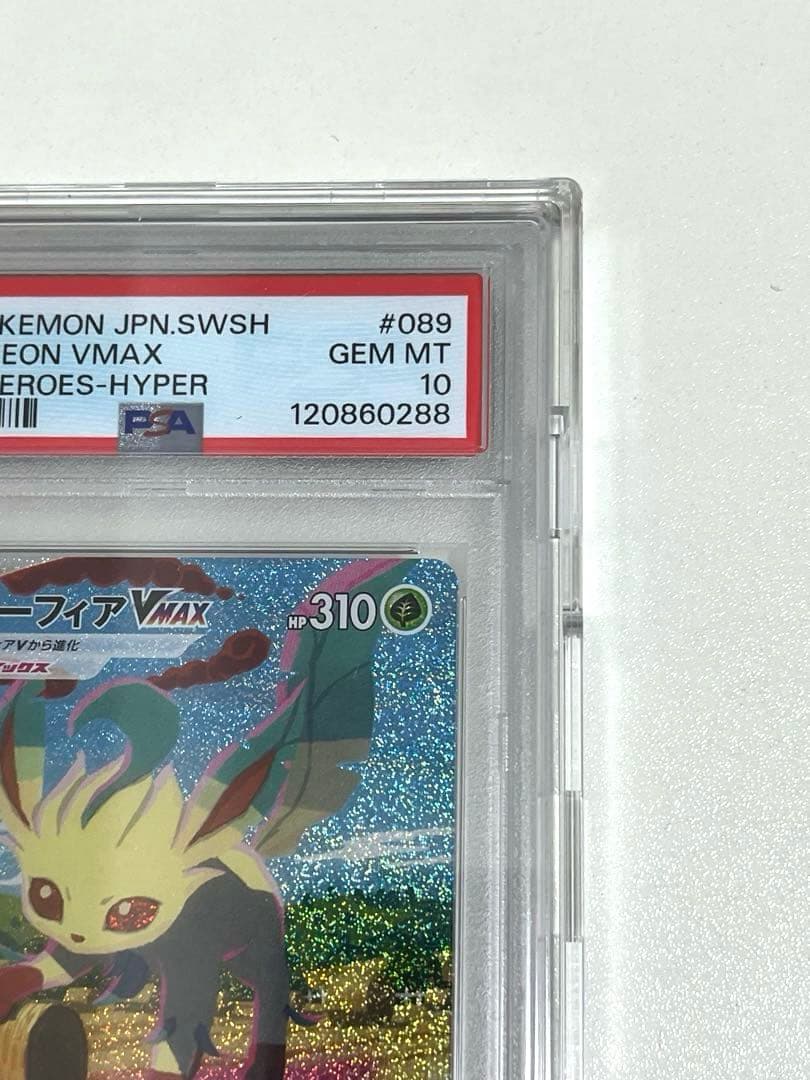 KEMON JPN.SWSH #089
EON VMAX GEM MT
EROES-HYPER 10
PSA 120860288
ーフィアVMAX HP310
ィアVから進化
ックス